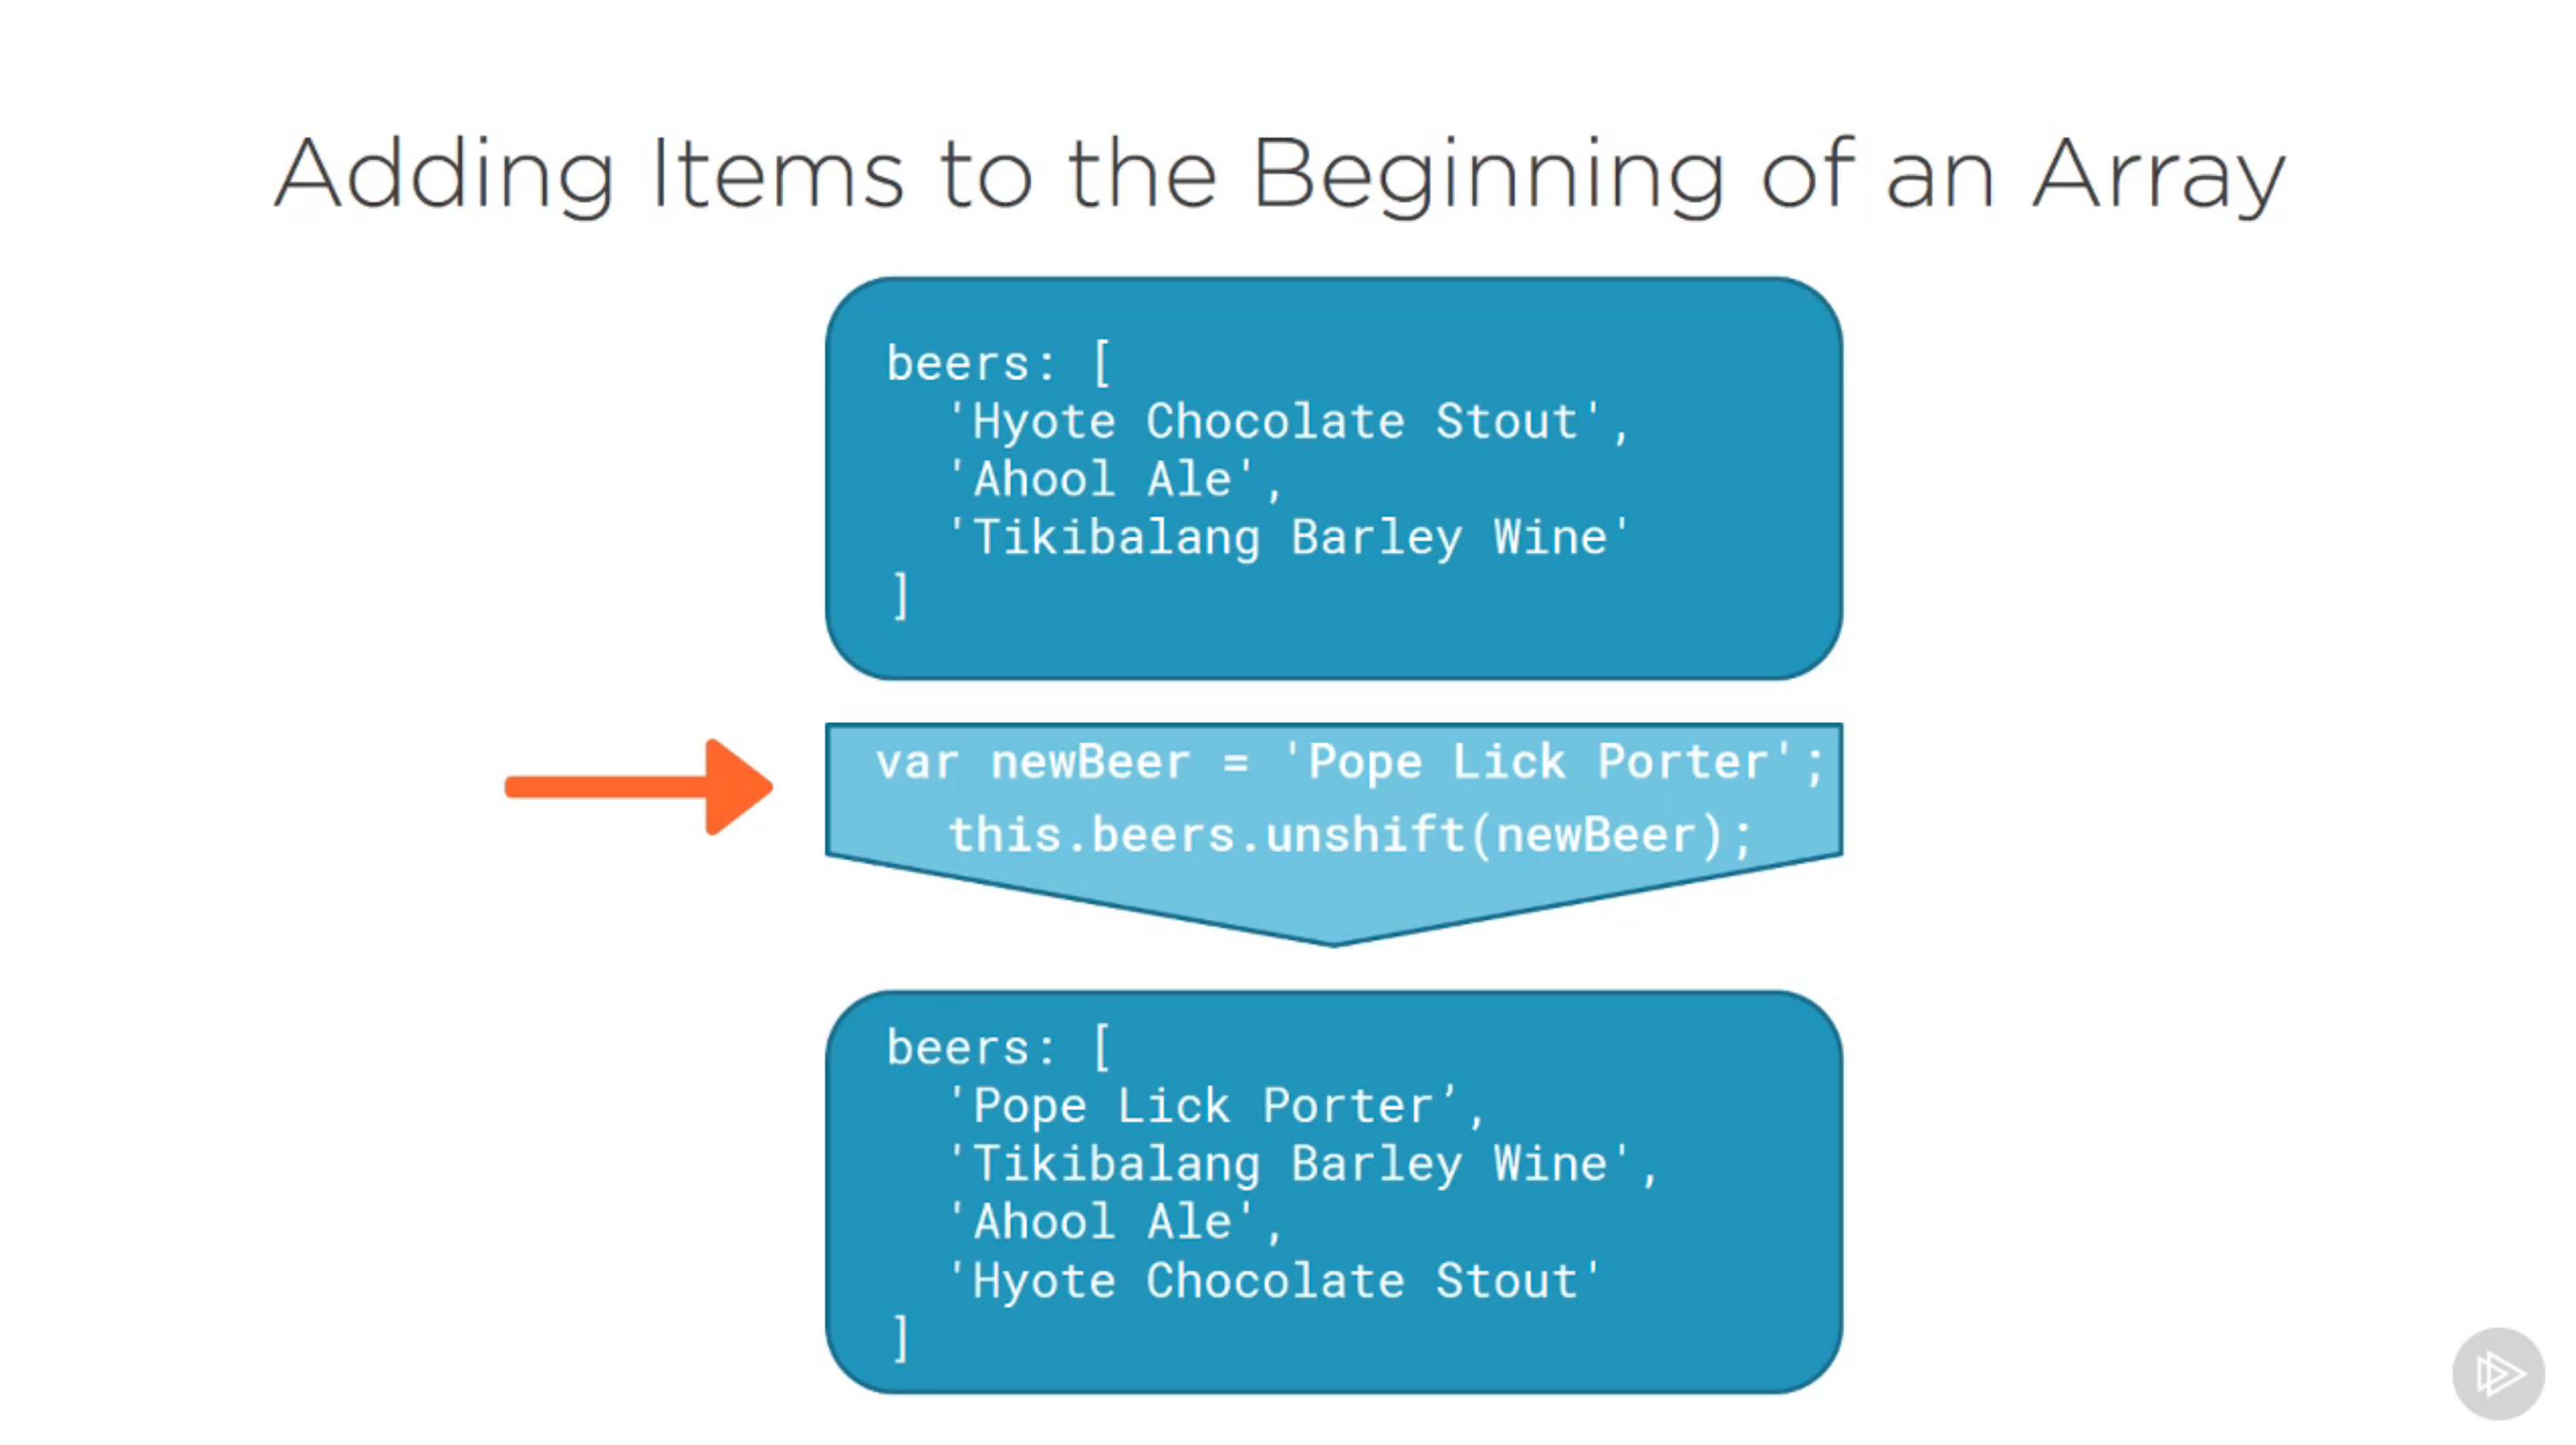 Adding Items to the Beginning of an Array
beers: [
'Hyote Chocolate Stout',
'Ahool Ale',
'Tikibalang Barley Wine'
]
var newBeer = 'Pope Lick Porter';
this.beers.unshift(newBeer);
beers: [
'Pope Lick Porter’,
'Tikibalang Barley Wine',
'Ahool Ale',
'Hyote Chocolate Stout'
]